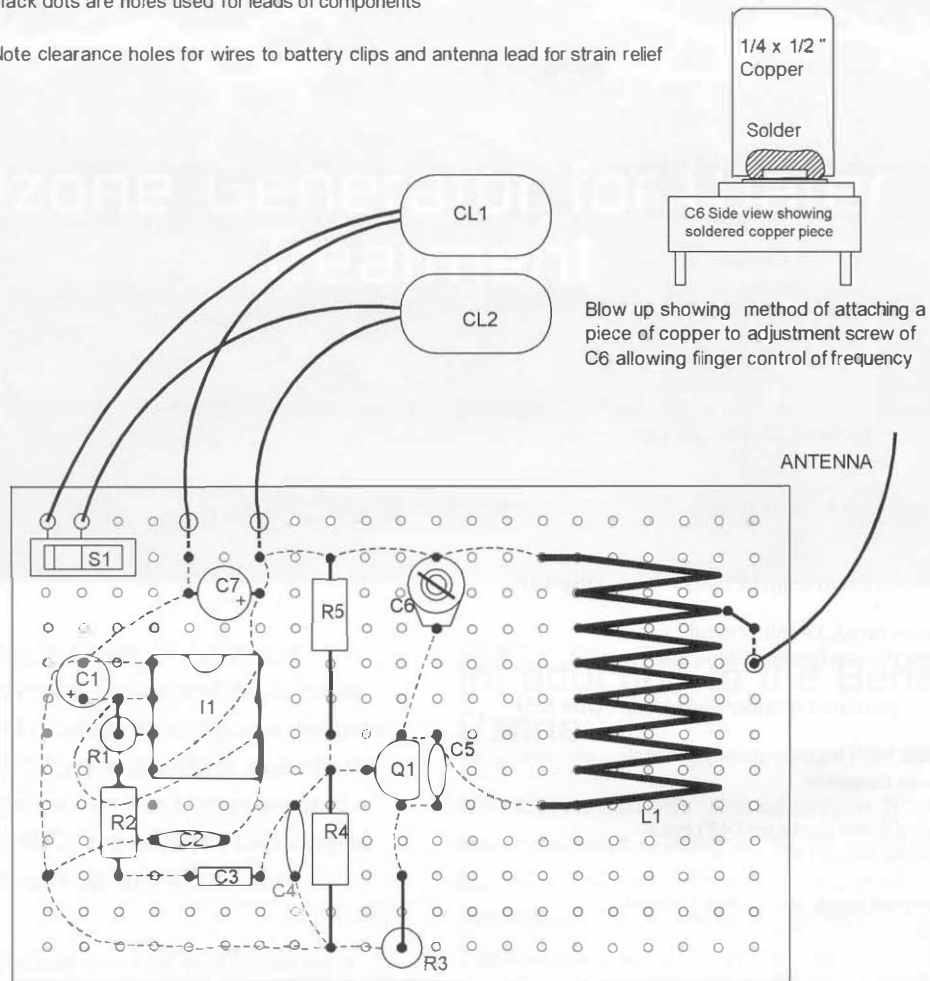 lack dots are holes used for leads of components
Note clearance holes for wires to battery clips and antenna lead for strain relief
1/4 x 1/2 "
Copper
Solder
C6 Side view showing
soldered copper piece
CL1
CL2
Blow up showing method of attaching a
piece of copper to adjustment screw of
C6 allowing finger control of frequency
ANTENNA
S1
C7
+
R5
C6
C1
+
I1
R1
Q1
C5
L1
R2
C2
R4
C3
C4
R3